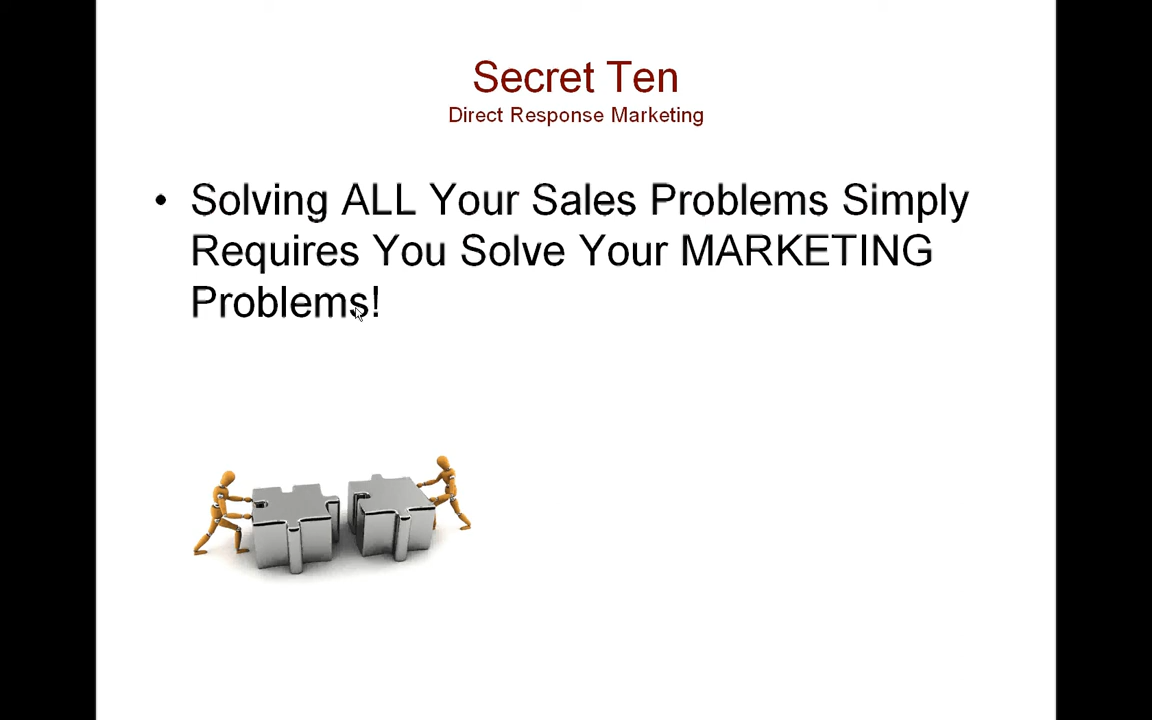 Secret Ten
Direct Response Marketing
• Solving ALL Your Sales Problems Simply
Requires You Solve Your MARKETING
Problems!